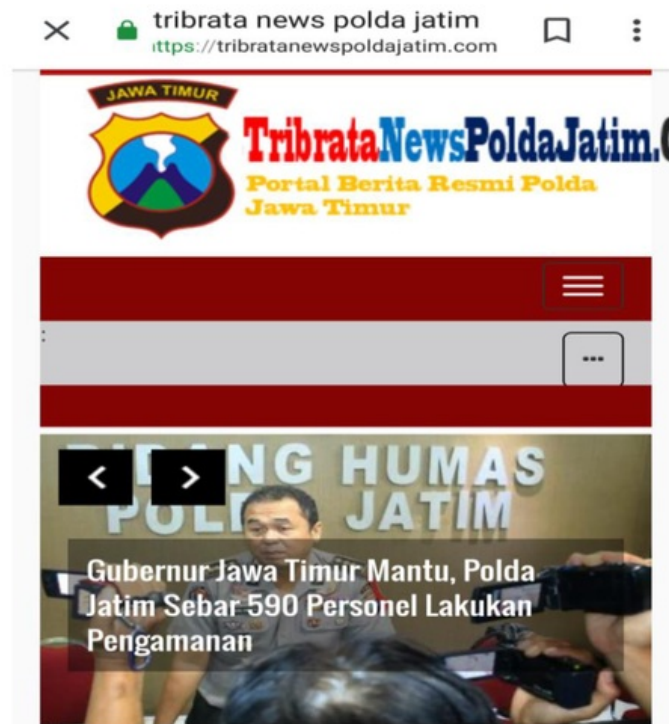 tribrata news polda jatim
ttps://tribratanewspoldajatim.com
JAWA TIMUR
TribrataNewsPoldaJatim.
Portal Berita Resmi Polda
Jawa Timur
:
HUMAS
JATIM
Gubernur Jawa Timur Mantu, Polda
Jatim Sebar 590 Personel Lakukan
Pengamanan